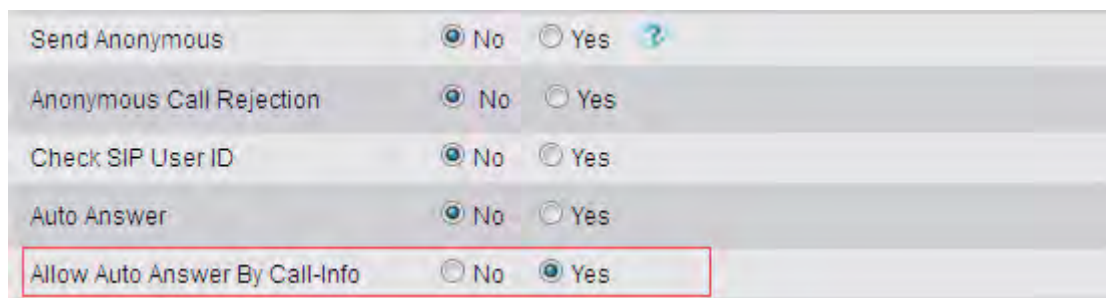 Send Anonymous No Yes ?
Anonymous Call Rejection No Yes
Check SIP User ID No Yes
Auto Answer No Yes
Allow Auto Answer By Call-Info No Yes